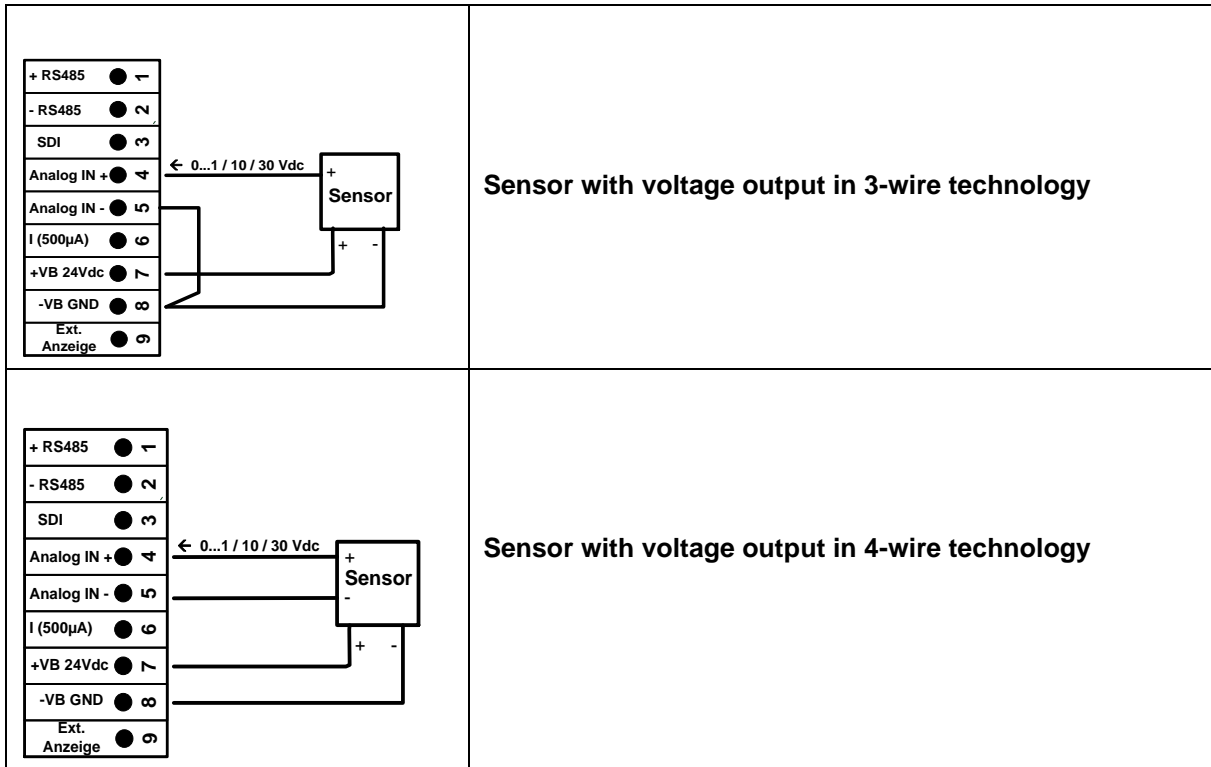 + RS485 1
- RS485 2
SDI 3
Analog IN + 4
← 0...1 / 10 / 30 Vdc
+
Sensor
Analog IN - 5
I (500µA) 6
+ -
+VB 24Vdc 7
-VB GND 8
Ext.
Anzeige 9
Sensor with voltage output in 3-wire technology
+ RS485 1
- RS485 2
SDI 3
Analog IN + 4
← 0...1 / 10 / 30 Vdc
+
Sensor
-
Analog IN - 5
I (500µA) 6
+ -
+VB 24Vdc 7
-VB GND 8
Ext.
Anzeige 9
Sensor with voltage output in 4-wire technology